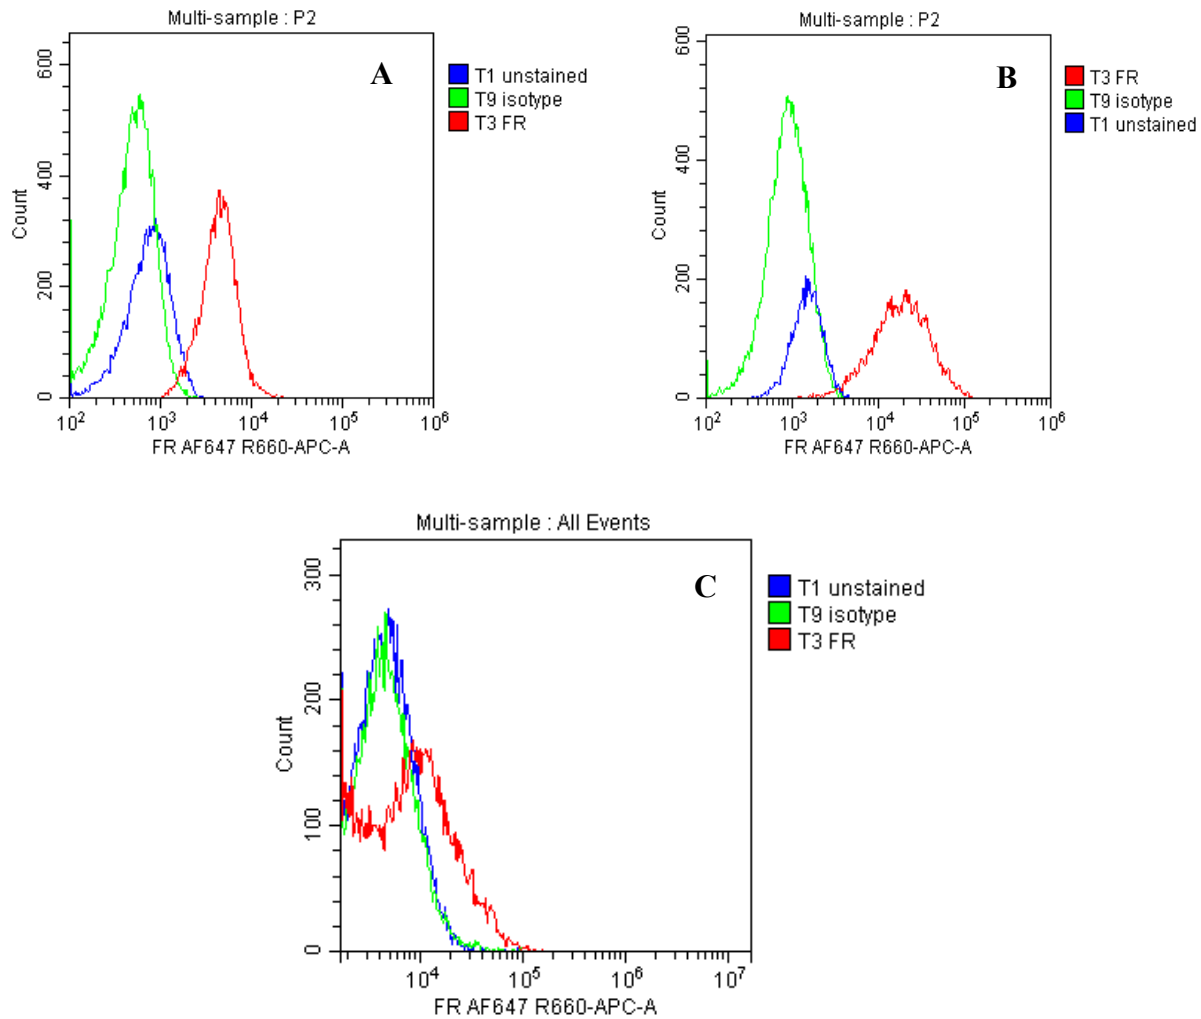 Multi-sample : P2
A
T1 unstained
T9 isotype
T3 FR
600
400
200
0
Count
10² 10³ 10⁴ 10⁵ 10⁶
FR AF647 R660-APC-A
Multi-sample : P2
B
T3 FR
T9 isotype
T1 unstained
600
400
200
0
Count
10² 10³ 10⁴ 10⁵ 10⁶
FR AF647 R660-APC-A
Multi-sample : All Events
C
T1 unstained
T9 isotype
T3 FR
300
200
100
0
Count
10⁴ 10⁵ 10⁶ 10⁷
FR AF647 R660-APC-A